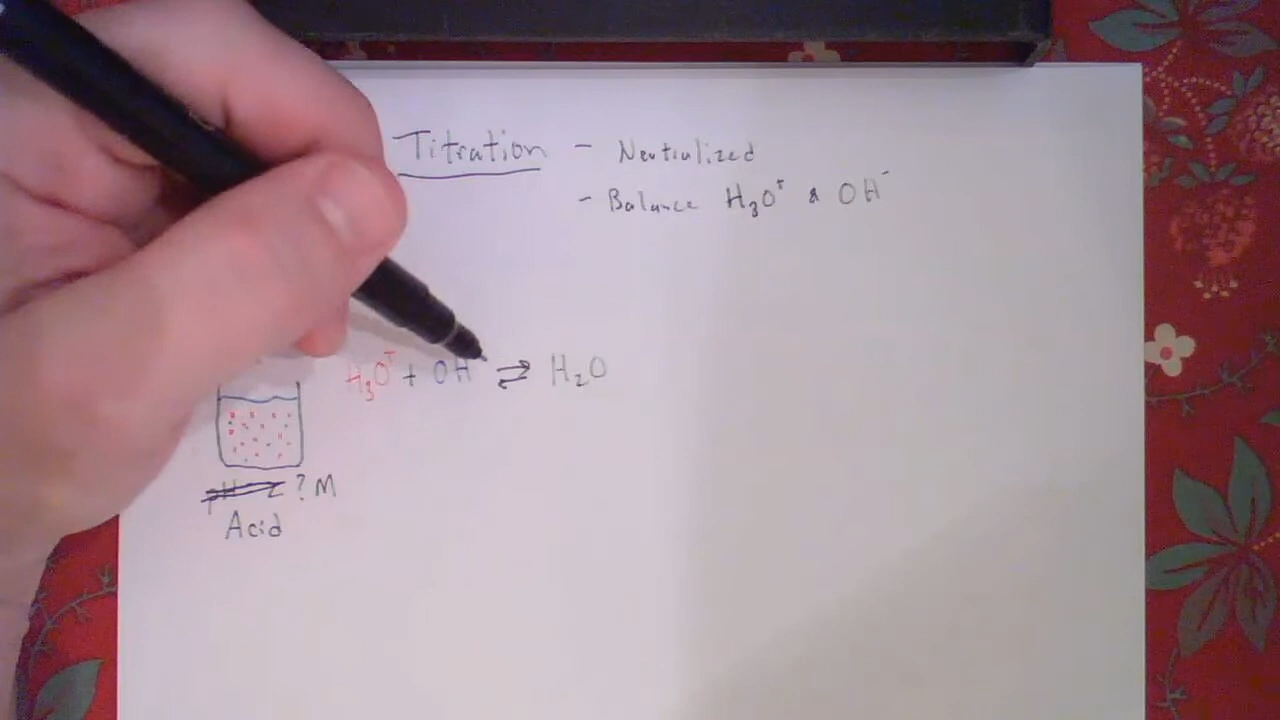 Titration - Neutralized
- Balance H₃O⁺ & OH⁻
H₃O⁺ + OH ⇌ H₂O
? M
Acid